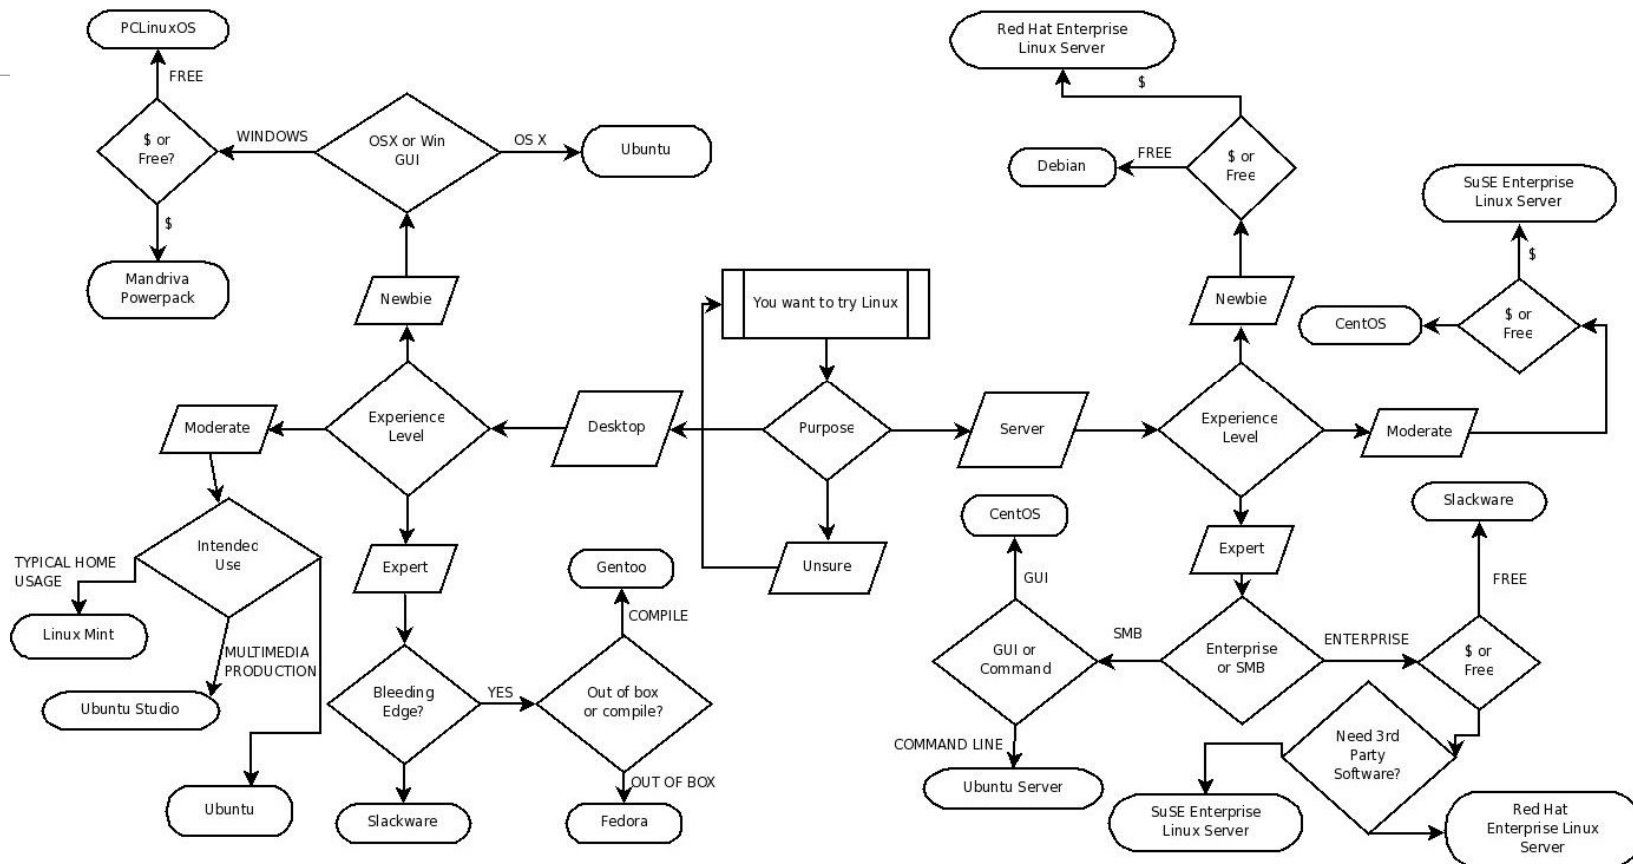 PCLinuxOS
FREE
$ or
Free?
WINDOWS
OSX or Win
GUI
OS X
Ubuntu
$
Mandriva
Powerpack
Newbie
Experience
Level
Moderate
Intended
Use
TYPICAL HOME
USAGE
Linux Mint
MULTIMEDIA
PRODUCTION
Ubuntu Studio
Ubuntu
Expert
Bleeding
Edge?
YES
Slackware
Out of box
or compile?
COMPILE
Gentoo
OUT OF BOX
Fedora
Desktop
You want to try Linux
Purpose
Unsure
Server
Experience
Level
Newbie
$ or
Free
$
Red Hat Enterprise
Linux Server
FREE
Debian
Moderate
$ or
Free
$
SuSE Enterprise
Linux Server
CentOS
Expert
Enterprise
or SMB
SMB
GUI or
Command
GUI
CentOS
COMMAND LINE
Ubuntu Server
ENTERPRISE
$ or
Free
FREE
Slackware
Need 3rd
Party
Software?
SuSE Enterprise
Linux Server
Red Hat
Enterprise Linux
Server